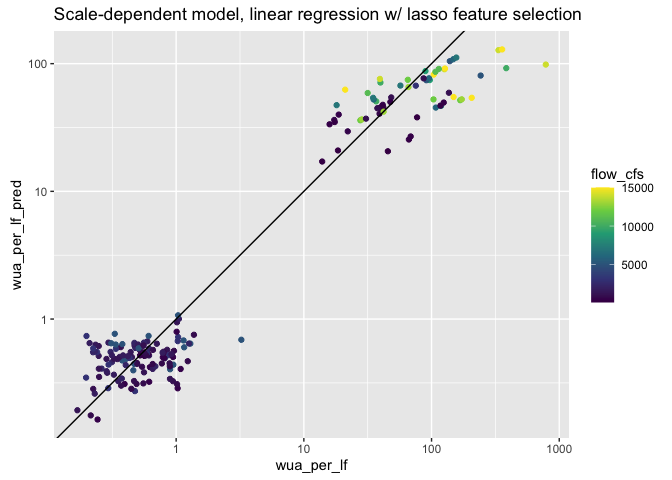 Scale-dependent model, linear regression w/ lasso feature selection
wua_per_lf_pred
100
10
1
1
10
100
1000
wua_per_lf
flow_cfs
15000
10000
5000